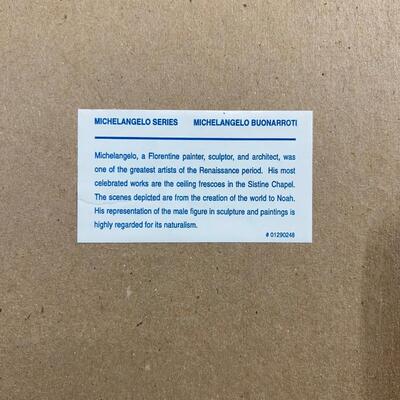 MICHELANGELO SERIES MICHELANGELO BUONARROTI
Michelangelo, a Florentine painter, sculptor, and architect, was
one of the greatest artists of the Renaissance period. His most
celebrated works are the ceiling frescoes in the Sistine Chapel.
The scenes depicted are from the creation of the world to Noah.
His representation of the male figure in sculpture and paintings is
highly regarded for its naturalism.
# 01290248